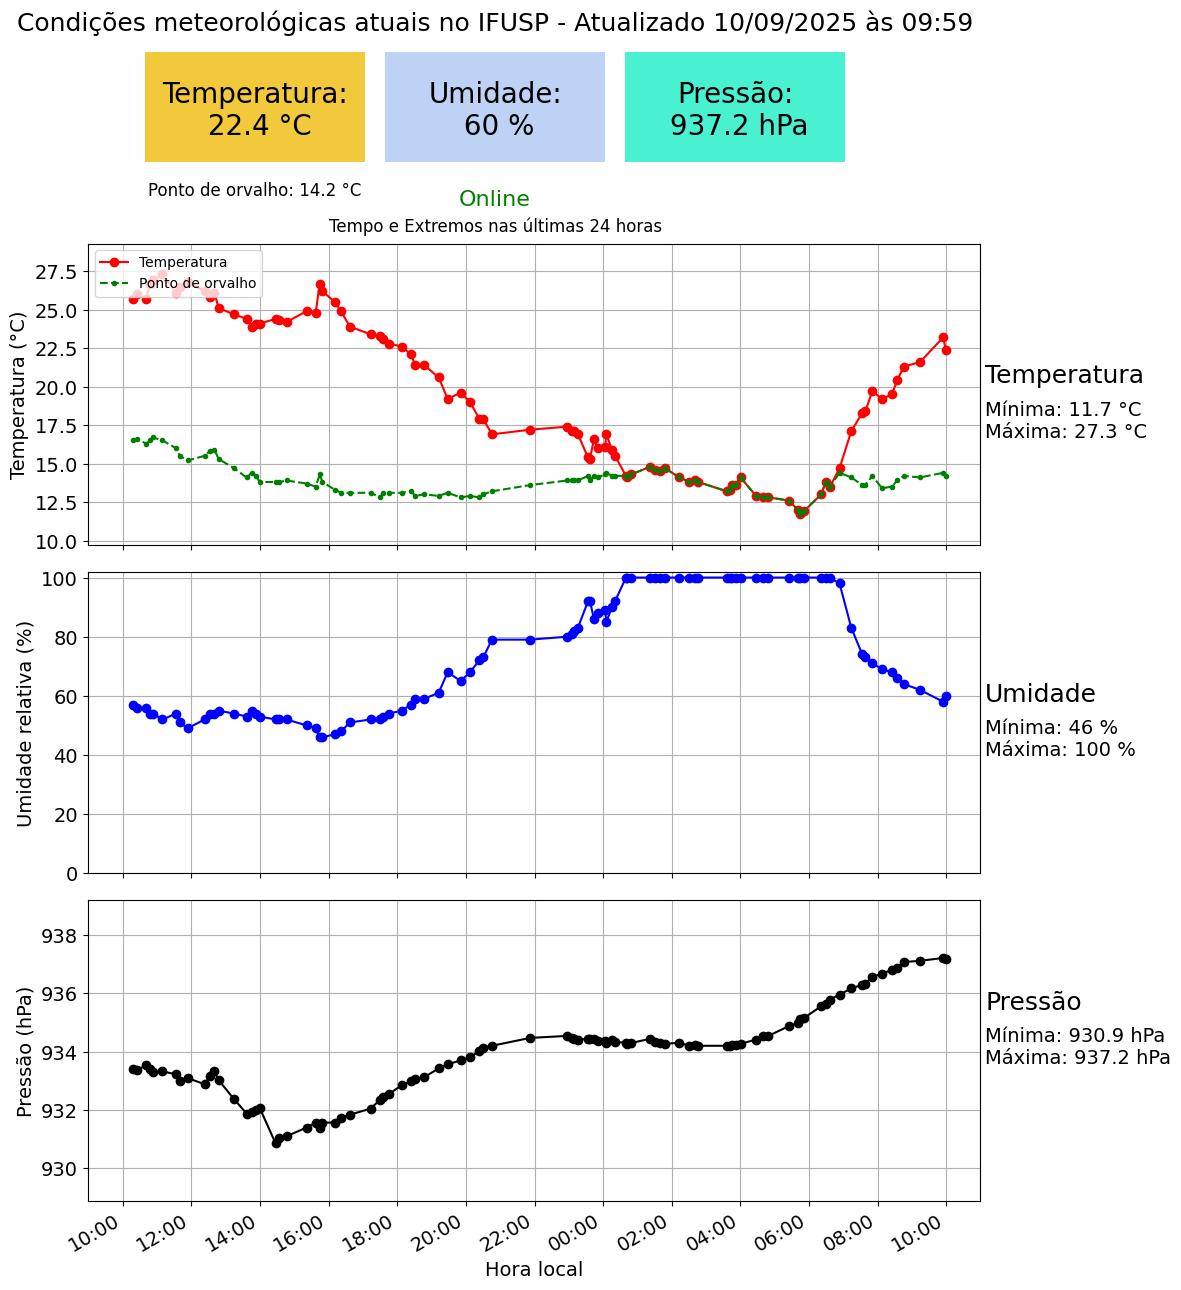 Condições meteorológicas atuais no IFUSP - Atualizado 10/09/2025 às 09:59
Temperatura:
22.4 °C
Umidade:
60 %
Pressão:
937.2 hPa
Ponto de orvalho: 14.2 °C
Online
Tempo e Extremos nas últimas 24 horas
Temperatura
Ponto de orvalho
27.5
25.0
22.5
20.0
17.5
15.0
12.5
10.0
Temperatura (°C)
Temperatura
Mínima: 11.7 °C
Máxima: 27.3 °C
100
80
60
40
20
0
Umidade relativa (%)
Umidade
Mínima: 46 %
Máxima: 100 %
938
936
934
932
930
Pressão (hPa)
Pressão
Mínima: 930.9 hPa
Máxima: 937.2 hPa
10:00 12:00 14:00 16:00 18:00 20:00 22:00 00:00 02:00 04:00 06:00 08:00 10:00
Hora local